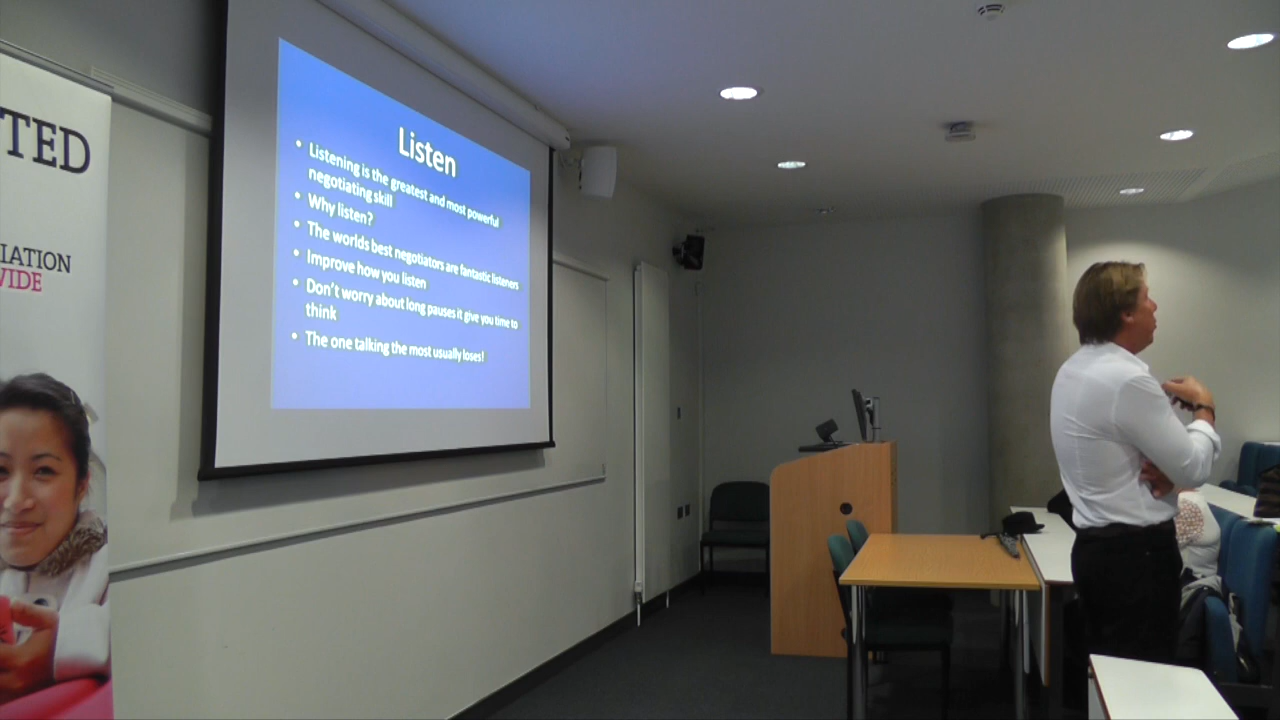 TED
IATION
WIDE
Listen
• Listening is the greatest and most powerful
negotiating skill
• Why listen?
• The worlds best negotiators are fantastic listeners
• Improve how you listen
• Don't worry about long pauses it give you time to
think
• The one talking the most usually loses!